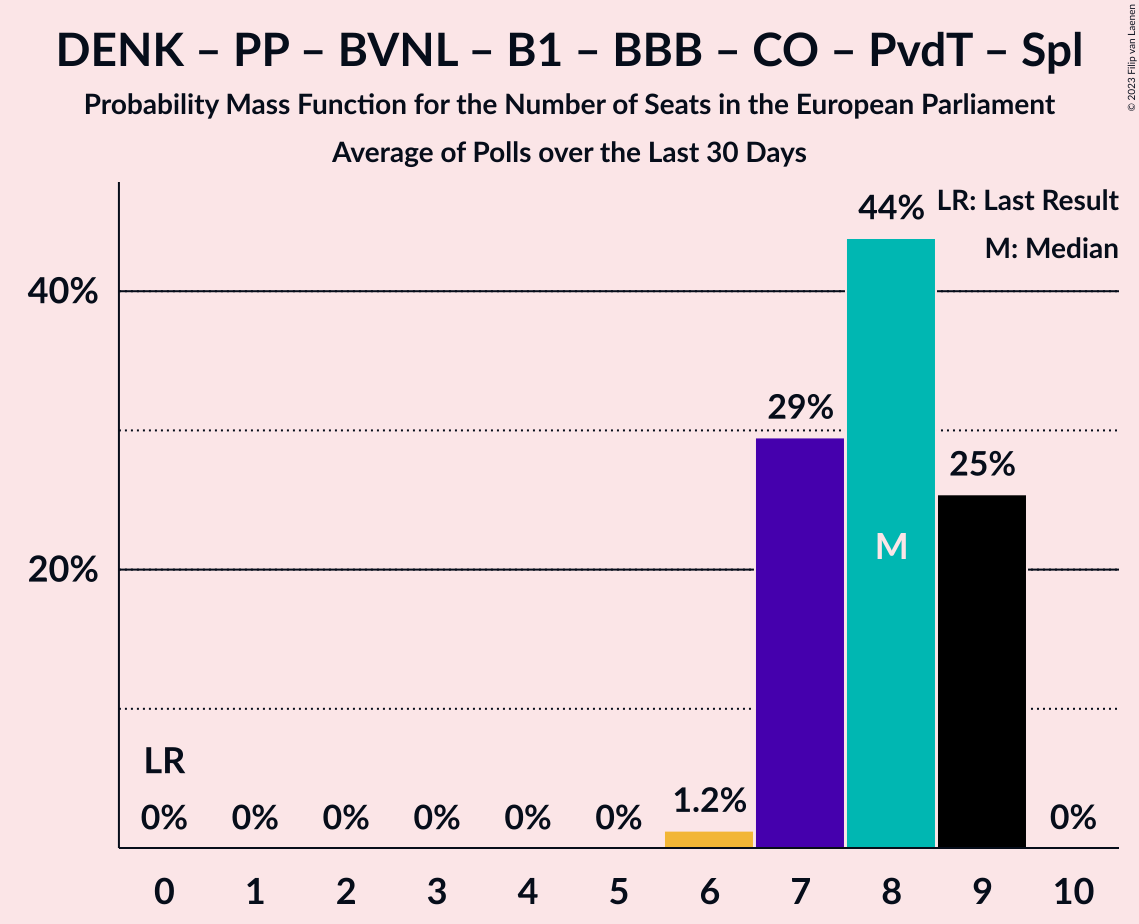 DENK – PP – BVNL – B1 – BBB – CO – PvdT – Spl
Probability Mass Function for the Number of Seats in the European Parliament
Average of Polls over the Last 30 Days
© 2023 Filip van Laenen
LR: Last Result
M: Median
44%
40%
29%
25%
M
20%
LR
0%
0%
0%
0%
0%
0%
1.2%
0%
0 1 2 3 4 5 6 7 8 9 10